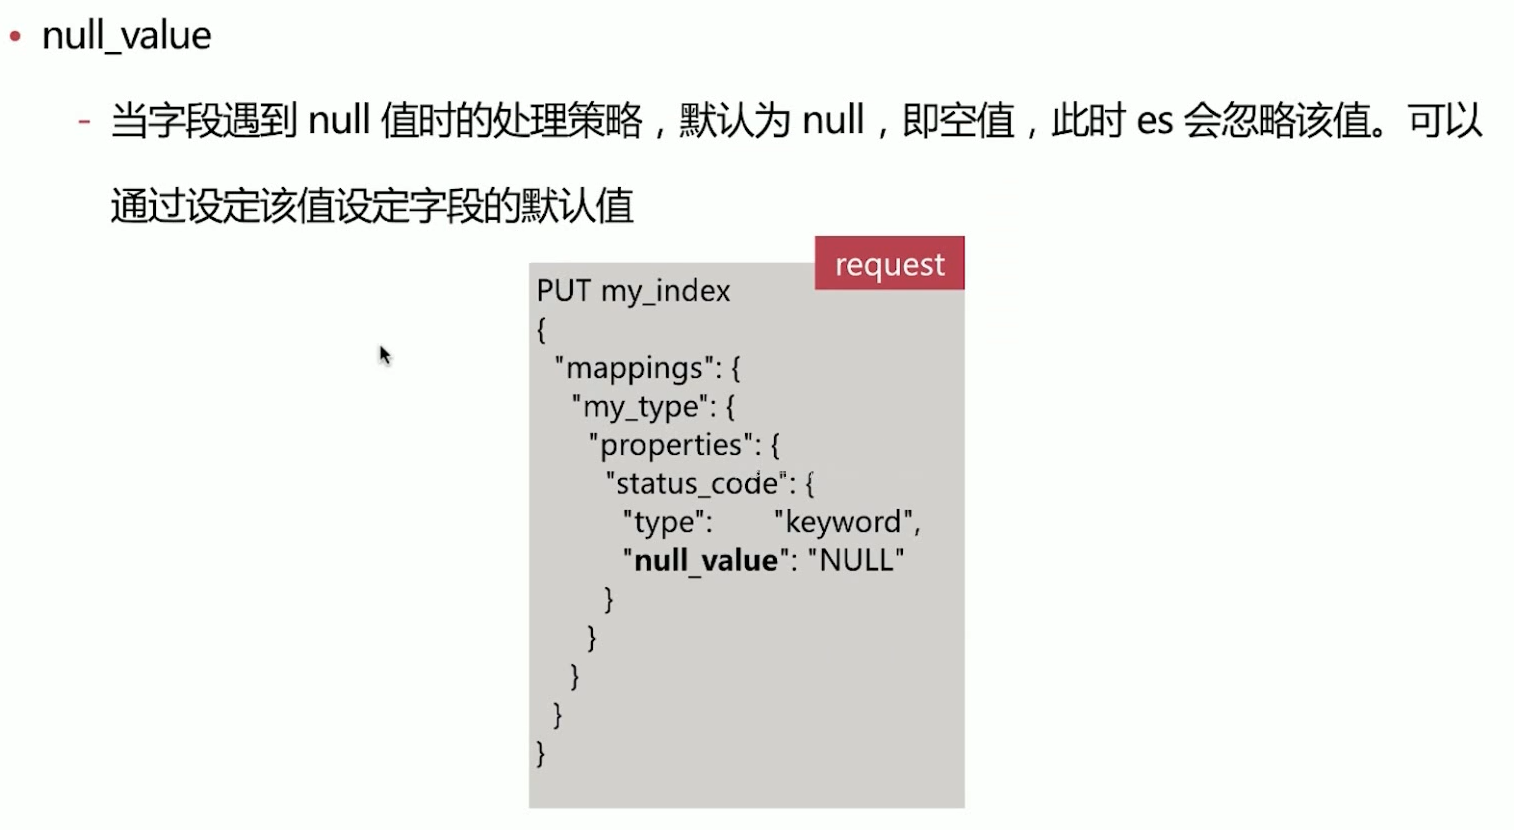 • null_value
- 当字段遇到 null 值时的处理策略，默认为 null，即空值，此时 es 会忽略该值。可以
通过设定该值设定字段的默认值
request
PUT my_index
{
"mappings": {
"my_type": {
"properties": {
"status_code": {
"type": "keyword",
"null_value": "NULL"
}
}
}
}
}